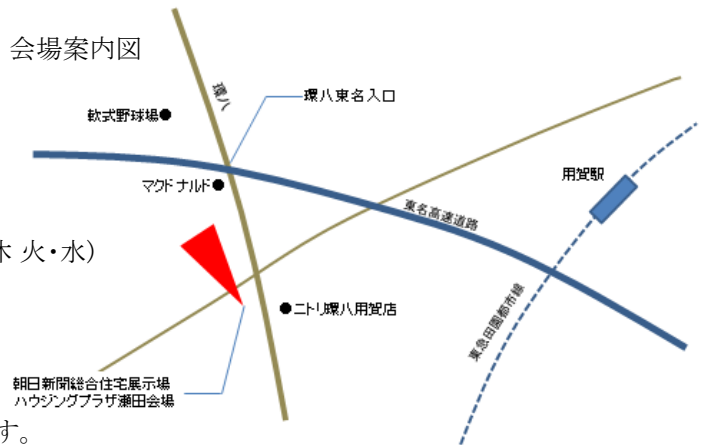 会場案内図
環八
環八東名入口
軟式野球場●
用賀駅
マクドナルド●
東名高速道路
火・水）
●ニトリ環八用賀店
東急田園都市線
朝日新聞総合住宅展示場
ハウジングプラザ瀬田会場
す。